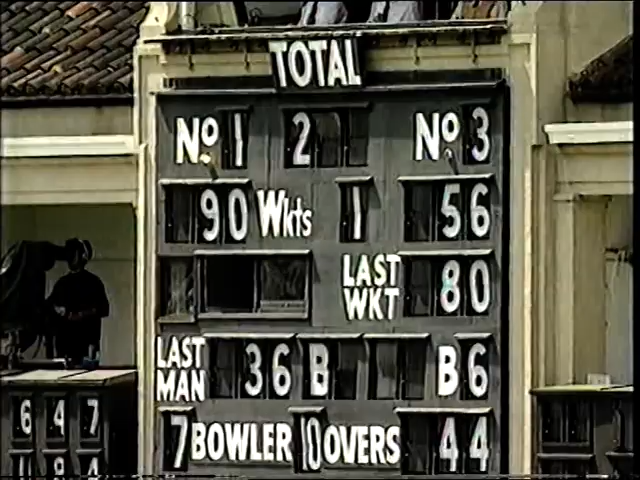 TOTAL
No 1 2 No 3
90 Wkts 1 56
LAST WKT 80
LAST MAN 36 B B6
7 BOWLER 10 OVERS 44
6 4 7